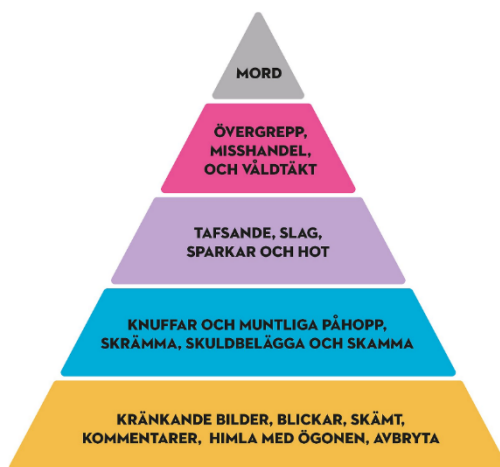 MORD
ÖVERGREPP,
MISSHANDEL,
OCH VÅLDTÄKT
TAFSANDE, SLAG,
SPARKAR OCH HOT
KNUFFAR OCH MUNTLIGA PÅHOPP,
SKRÄMMA, SKULDBELÄGGA OCH SKAMMA
KRÄNKANDE BILDER, BLICKAR, SKÄMT,
KOMMENTARER, HIMLA MED ÖGONEN, AVBRYTA